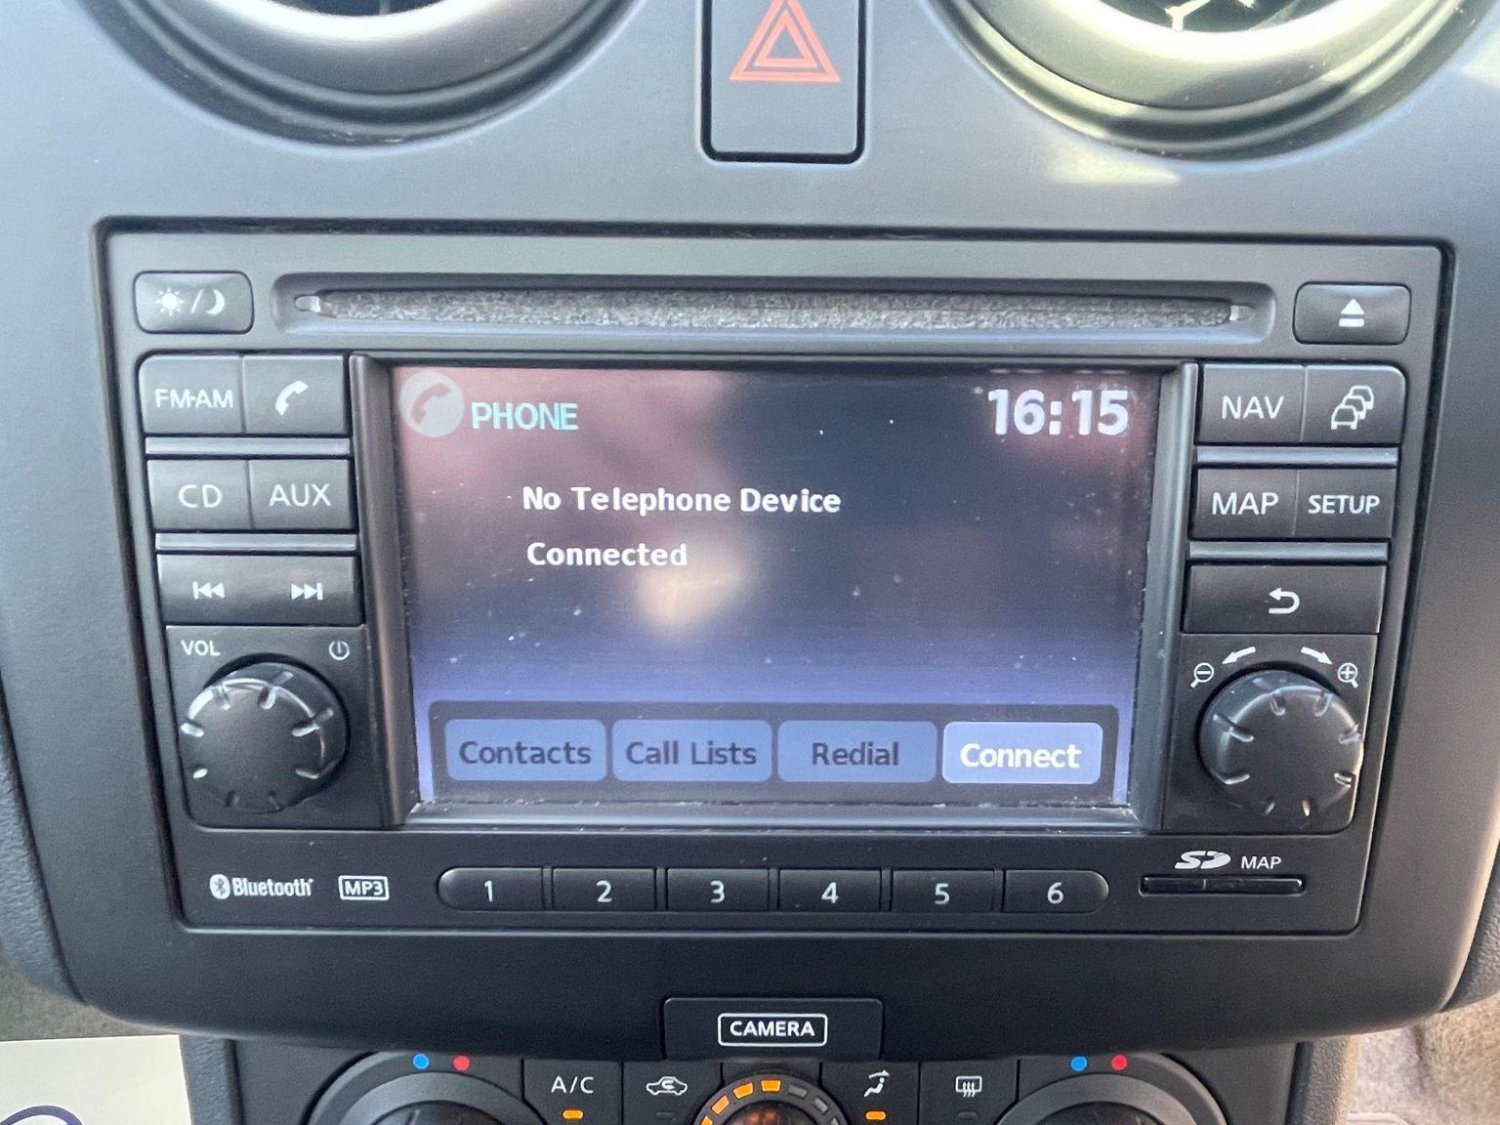 FM•AM
CD
AUX
VOL
PHONE
16:15
No Telephone Device
Connected
Contacts
Call Lists
Redial
Connect
NAV
MAP
SETUP
Bluetooth
MP3
1
2
3
4
5
6
SD MAP
CAMERA
A/C